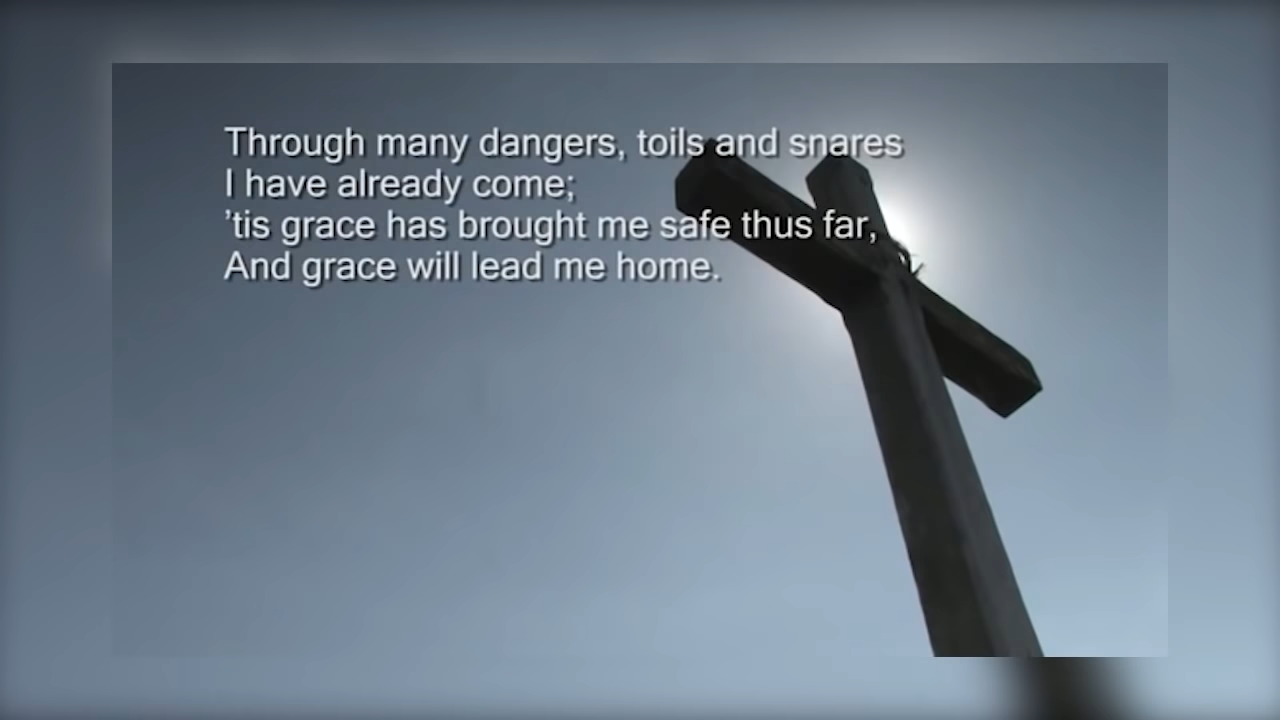 Through many dangers, toils and snares
I have already come;
’tis grace has brought me safe thus far,
And grace will lead me home.